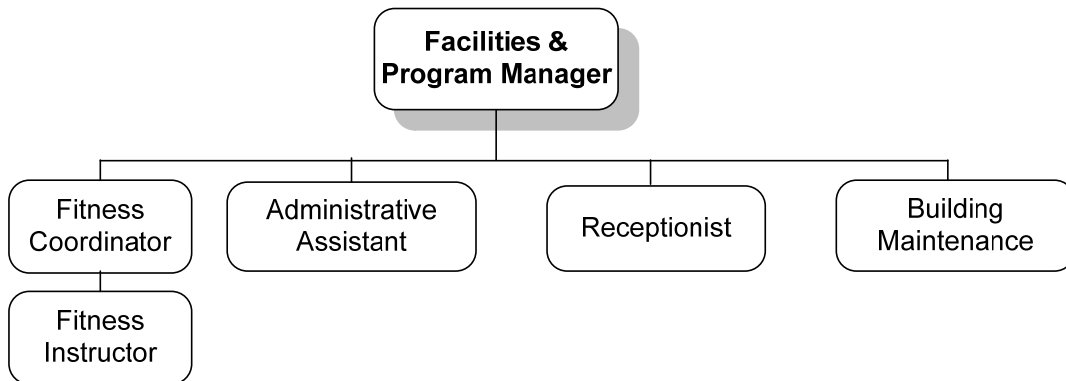 Facilities &
Program Manager
Fitness
Coordinator
Administrative
Assistant
Receptionist
Building
Maintenance
Fitness
Instructor